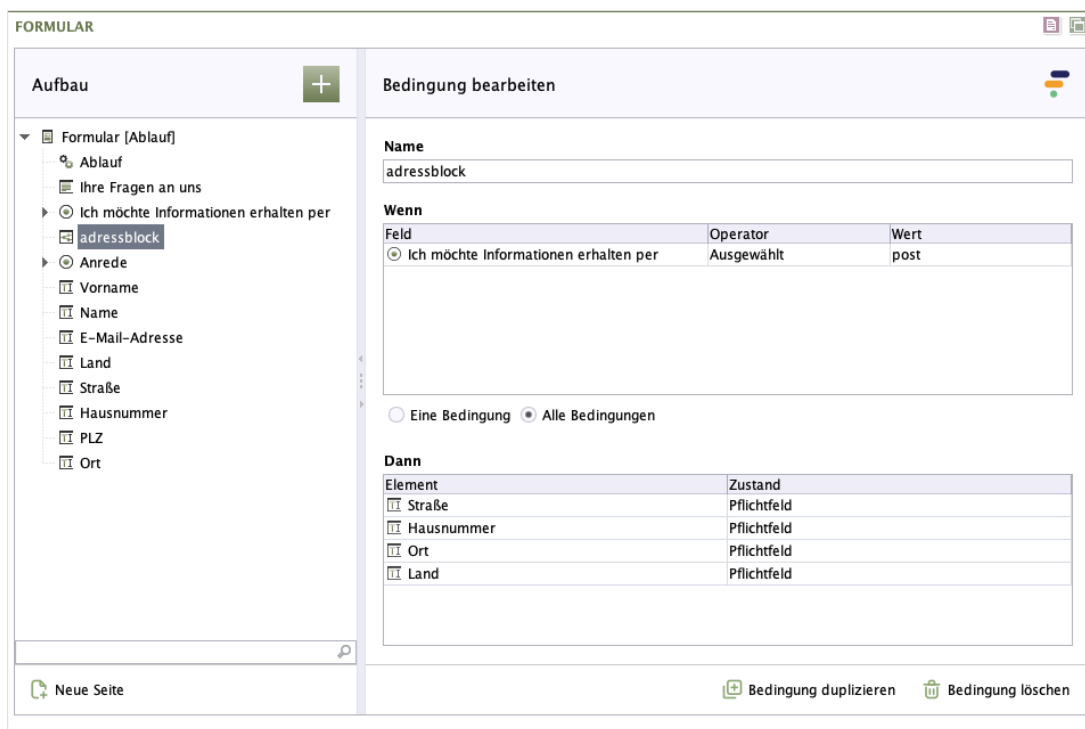 FORMULAR
Aufbau
Formular [Ablauf]
Ablauf
Ihre Fragen an uns
Ich möchte Informationen erhalten per
adressblock
Anrede
Vorname
Name
E-Mail-Adresse
Land
Straße
Hausnummer
PLZ
Ort
Neue Seite
Bedingung bearbeiten
Name
adressblock
Wenn
Feld Operator Wert
Ich möchte Informationen erhalten per Ausgewählt post
Eine Bedingung Alle Bedingungen
Dann
Element Zustand
Straße Pflichtfeld
Hausnummer Pflichtfeld
Ort Pflichtfeld
Land Pflichtfeld
Bedingung duplizieren Bedingung löschen